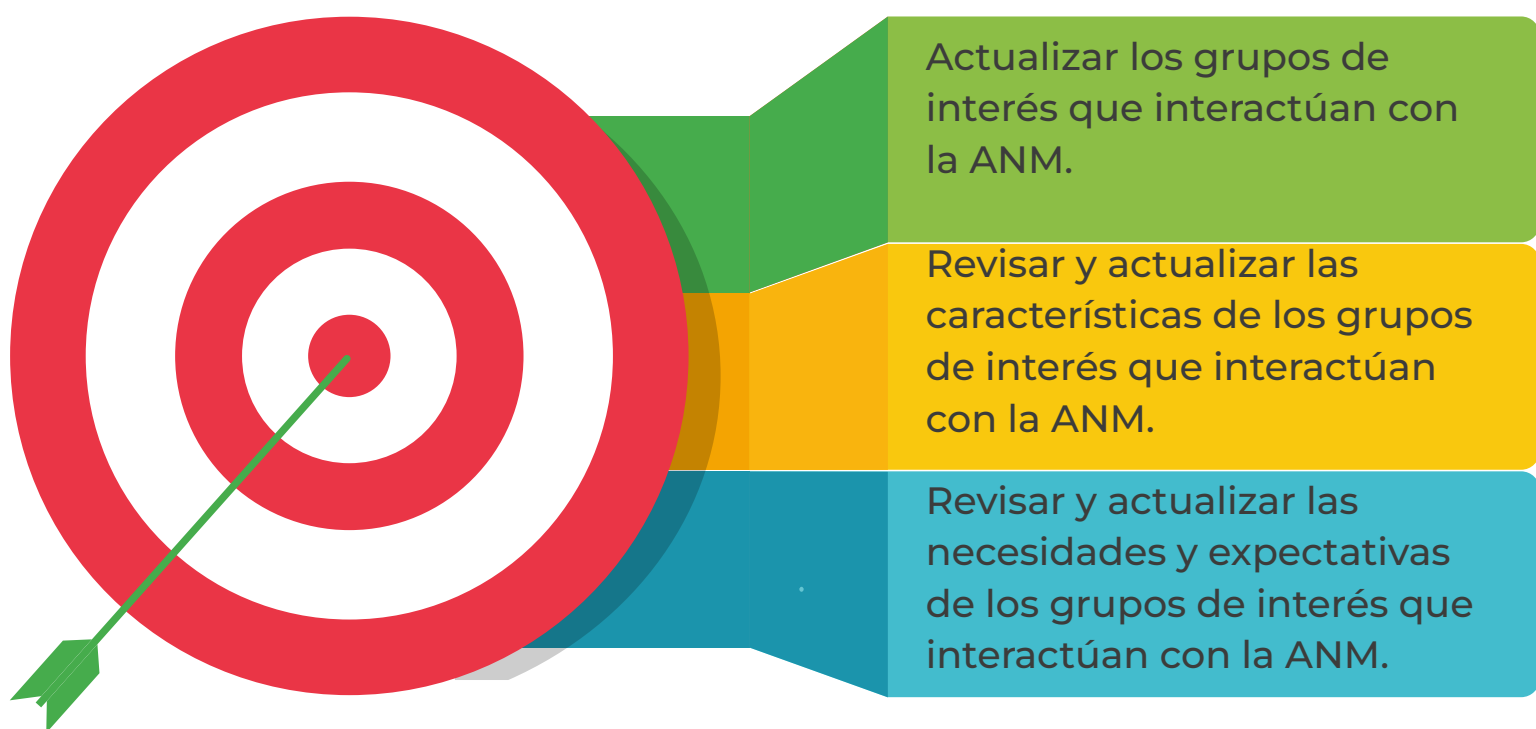 Actualizar los grupos de
interés que interactúan con
la ANM.
Revisar y actualizar las
características de los grupos
de interés que interactúan
con la ANM.
Revisar y actualizar las
necesidades y expectativas
de los grupos de interés que
interactúan con la ANM.